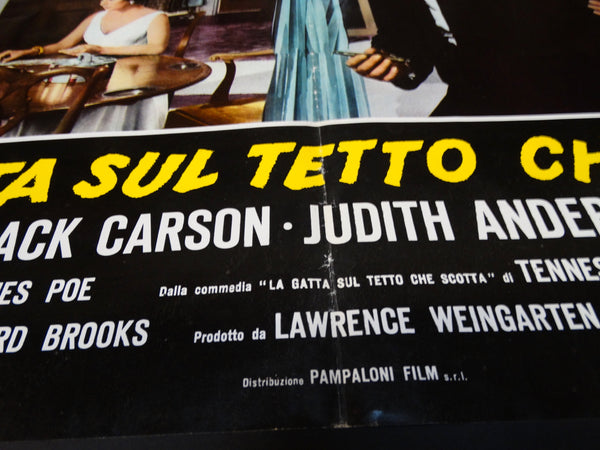 TA SUL TETTO CH
ACK CARSON · JUDITH ANDER
ES POE Dalla commedia "LA GATTA SUL TETTO CHE SCOTTA" di TENNES
RD BROOKS Prodotto da LAWRENCE WEINGARTEN
Distribuzione PAMPALONI FILM s.r.l.